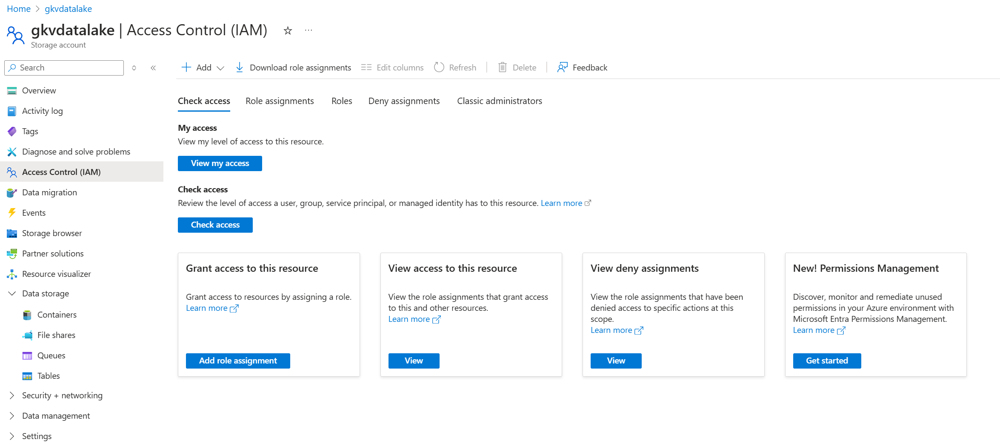 Home > gkvdatalake
gkvdatalake | Access Control (IAM)
Storage account
Search
Add
Download role assignments
Edit columns
Refresh
Delete
Feedback
Overview
Activity log
Tags
Diagnose and solve problems
Access Control (IAM)
Data migration
Events
Storage browser
Partner solutions
Resource visualizer
Data storage
Containers
File shares
Queues
Tables
Security + networking
Data management
Settings
Check access
Role assignments
Roles
Deny assignments
Classic administrators
My access
View my level of access to this resource.
View my access
Check access
Review the level of access a user, group, service principal, or managed identity has to this resource. Learn more
Check access
Grant access to this resource
Grant access to resources by assigning a role.
Learn more
Add role assignment
View access to this resource
View the role assignments that grant access
to this and other resources.
Learn more
View
View deny assignments
View the role assignments that have been
denied access to specific actions at this
scope.
Learn more
View
New! Permissions Management
Discover, monitor and remediate unused
permissions in your Azure environment with
Microsoft Entra Permissions Management.
Learn more
Get started